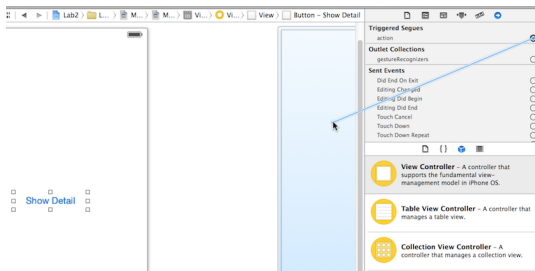 Lab2 L... M... M... Vi... Vi... View Button – Show Detail
Triggered Segues
action
Outlet Collections
gestureRecognizers
Sent Events
Did End On Exit
Editing Changed
Editing Did Begin
Editing Did End
Touch Cancel
Touch Down
Touch Down Repeat
{ }
View Controller – A controller that
supports the fundamental view-
management model in iPhone OS.
Show Detail
Table View Controller – A controller that
manages a table view.
Collection View Controller – A
controller that manages a collection view.